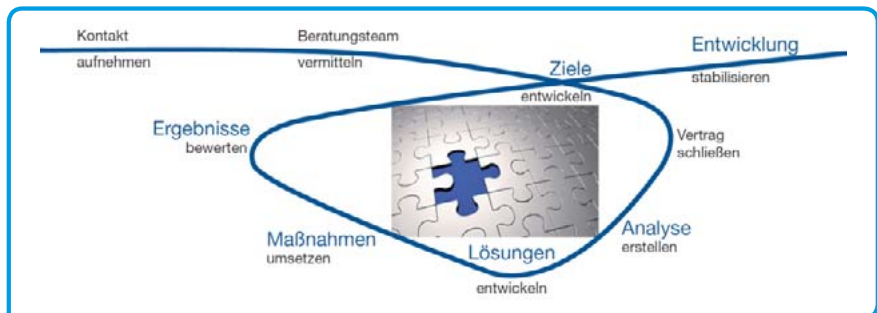 Kontakt
aufnehmen
Beratungsteam
vermitteln
Ziele
entwickeln
Entwicklung
stabilisieren
Vertrag
schließen
Analyse
erstellen
Lösungen
entwickeln
Maßnahmen
umsetzen
Ergebnisse
bewerten